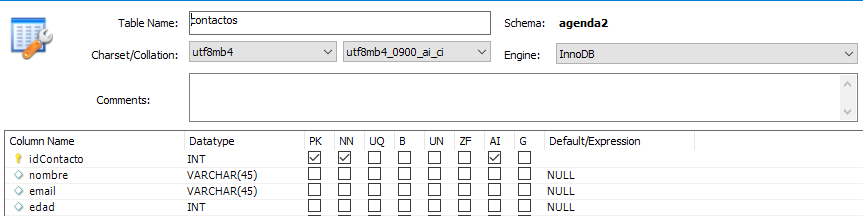 Table Name: contactos Schema: agenda2
Charset/Collation: utf8mb4 utf8mb4_0900_ai_ci Engine: InnoDB
Comments:
Column Name Datatype PK NN UQ B UN ZF AI G Default/Expression
idContacto INT
nombre VARCHAR(45) NULL
email VARCHAR(45) NULL
edad INT NULL